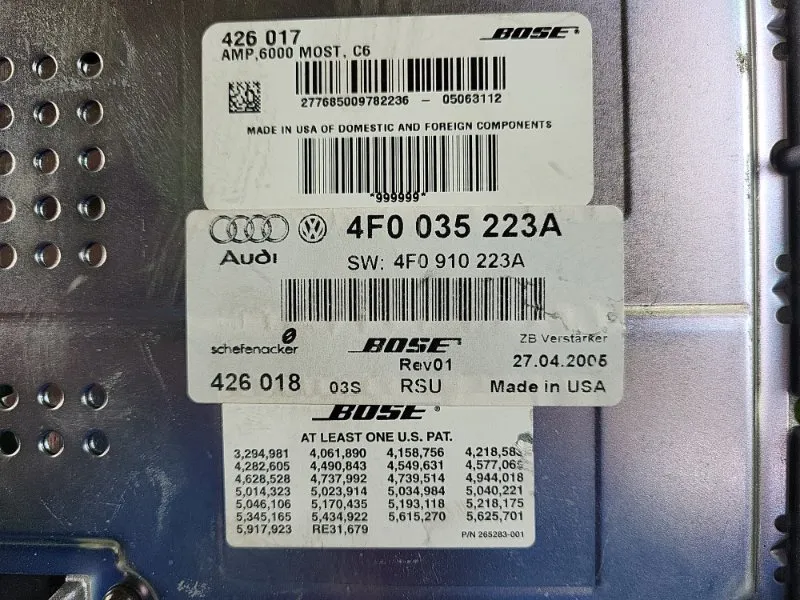 426 017
BOSE®
AMP,6000 MOST, C6
277685009782236 - 05063112
MADE IN USA OF DOMESTIC AND FOREIGN COMPONENTS
*999999*
4F0 035 223A
Audi
SW: 4F0 910 223A
schefenacker
BOSE
ZB Verstärker
Rev01
27.04.2005
426 018 03S RSU Made in USA
BOSE®
AT LEAST ONE U.S. PAT.
3,294,981 4,061,890 4,158,756
4,282,605 4,490,843 4,549,631
4,628,528 4,737,992 4,739,514 4,944,018
5,014,323 5,023,914 5,034,984 5,040,221
5,046,106 5,170,435 5,193,118 5,218,175
5,345,165 5,434,922 5,615,270 5,625,701
5,917,923 RE31,679
P/N 265283-001